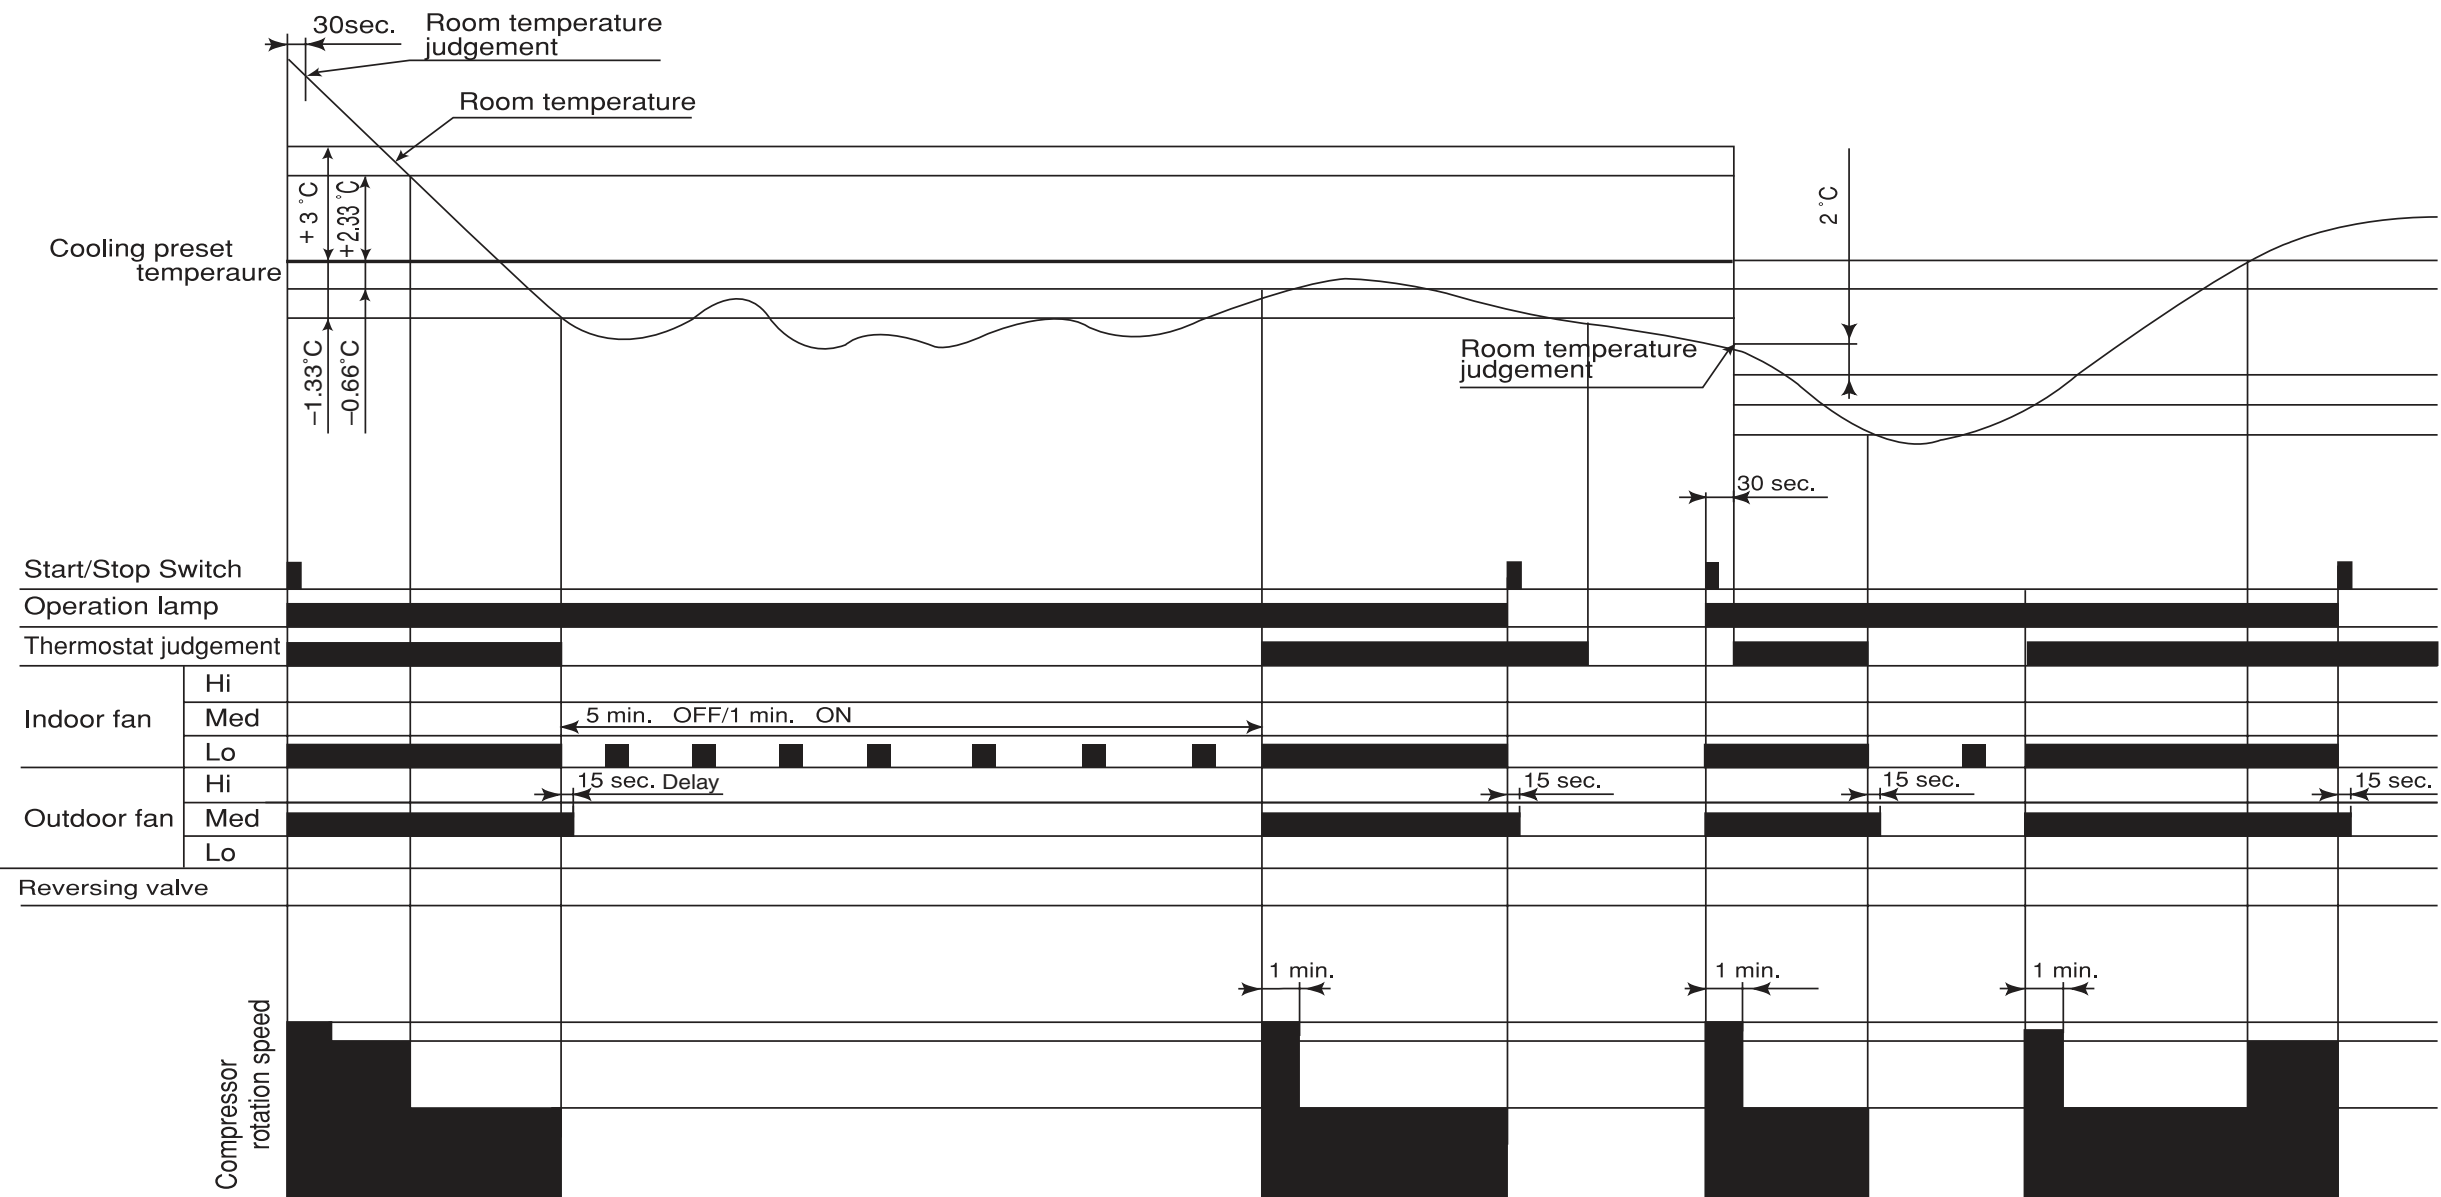 30sec.
Room temperature
judgement
Room temperature
+ 3 ˚C
+2.33 ˚C
2 ˚C
Cooling preset
temperaure
−1.33˚C
−0.66˚C
Room temperature
judgement
30 sec.
Start/Stop Switch
Operation lamp
Thermostat judgement
Hi
Indoor fan
Med
5 min. OFF/1 min. ON
Lo
Hi
15 sec. Delay
15 sec.
15 sec.
15 sec.
Outdoor fan
Med
Lo
Reversing valve
1 min.
1 min.
1 min.
Compressor
rotation speed